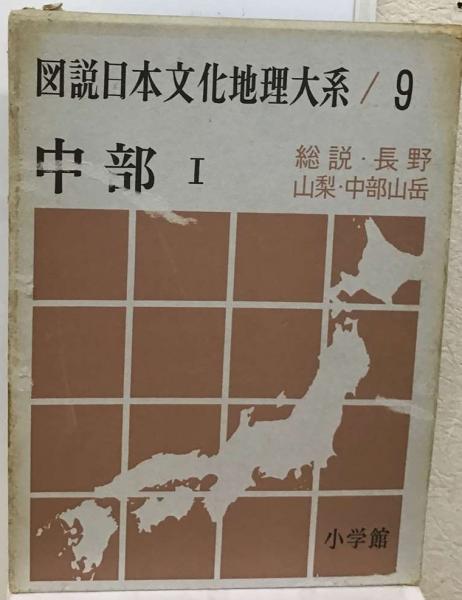 図説日本文化地理大系/9
中部 I
総説・長野
山梨・中部山岳
小学館